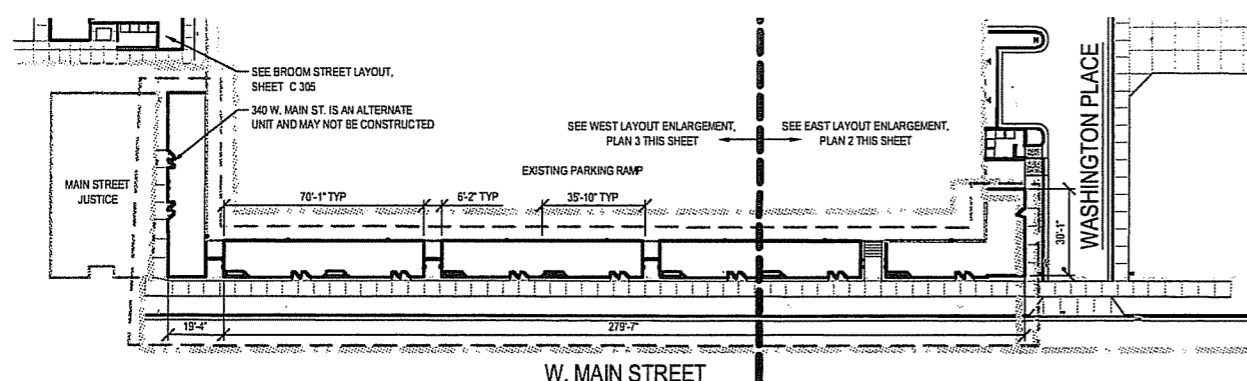 SEE BROOM STREET LAYOUT,
SHEET C 305
340 W. MAIN ST. IS AN ALTERNATE
UNIT AND MAY NOT BE CONSTRUCTED
SEE WEST LAYOUT ENLARGEMENT,
PLAN 3 THIS SHEET
SEE EAST LAYOUT ENLARGEMENT,
PLAN 2 THIS SHEET
EXISTING PARKING RAMP
MAIN STREET
JUSTICE
70'-1" TYP
6'-2" TYP
35'-10" TYP
30'-1"
WASHINGTON PLACE
19'-4"
279'-7"
W. MAIN STREET